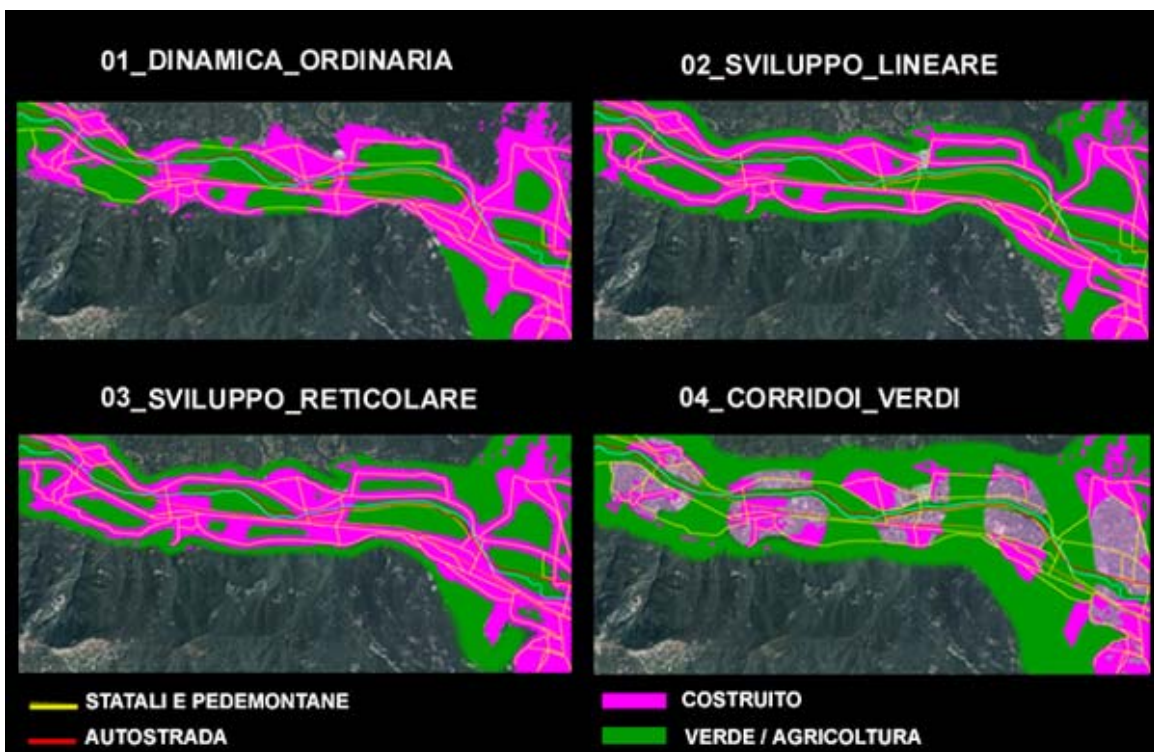 01_DINAMICA_ORDINARIA
02_SVILUPPO_LINEARE
03_SVILUPPO_RETICOLARE
04_CORRIDOI_VERDI
STATALI E PEDEMONTANE
AUTOSTRADA
COSTRUITO
VERDE / AGRICOLTURA